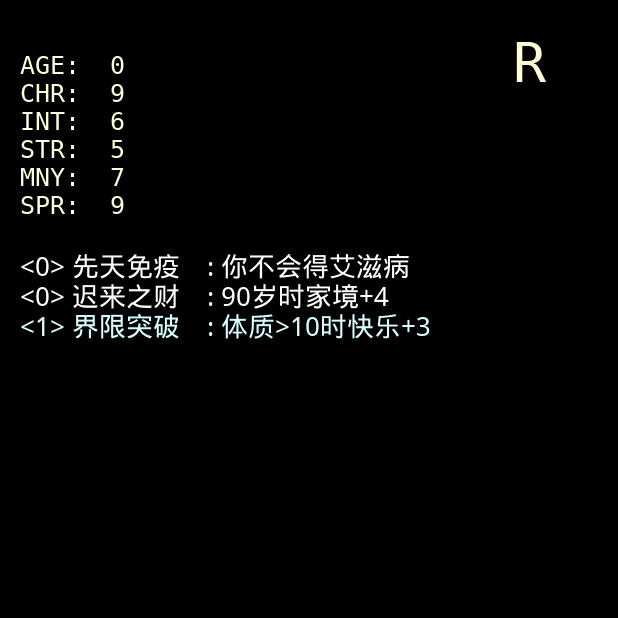 R
AGE: 0
CHR: 9
INT: 6
STR: 5
MNY: 7
SPR: 9
<0> 先天免疫 : 你不会得艾滋病
<0> 迟来之财 : 90岁时家境+4
<1> 界限突破 : 体质>10时快乐+3